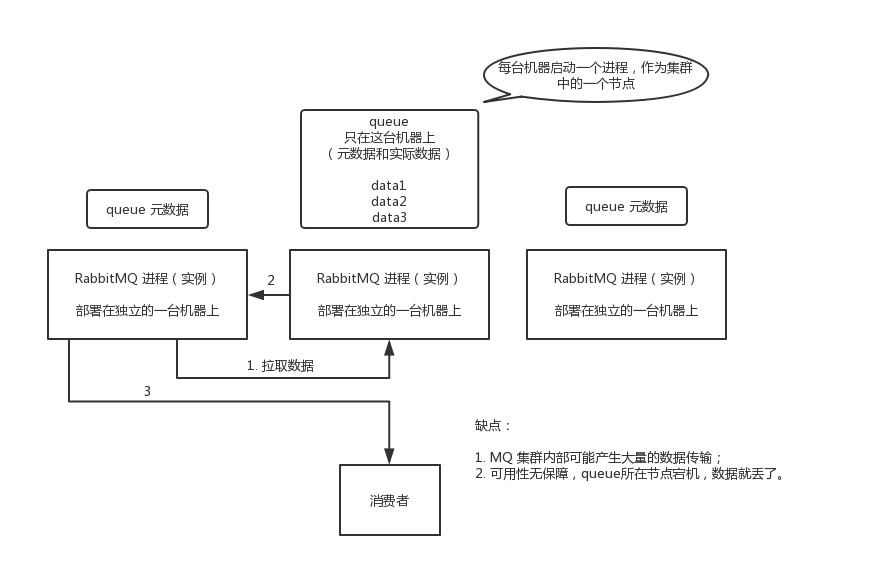 每台机器启动一个进程，作为集群
中的一个节点
queue
只在这台机器上
（元数据和实际数据）
data1
data2
data3
queue 元数据
queue 元数据
RabbitMQ 进程（实例）
部署在独立的一台机器上
2
RabbitMQ 进程（实例）
部署在独立的一台机器上
RabbitMQ 进程（实例）
部署在独立的一台机器上
1. 拉取数据
3
缺点：
1. MQ 集群内部可能产生大量的数据传输；
2. 可用性无保障，queue所在节点宕机，数据就丢了。
消费者